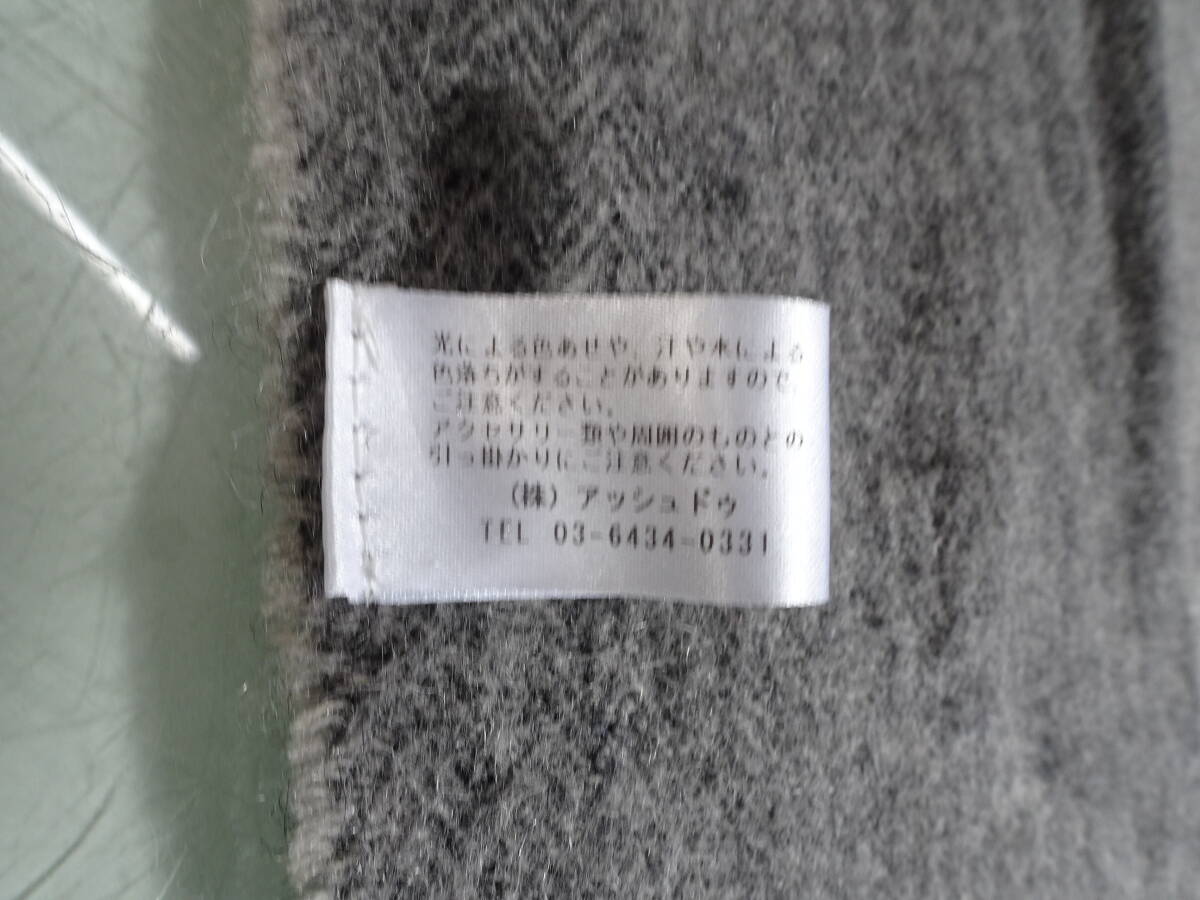 光による色あせや、汗や水による
色落ちがすることがありますので、
ご注意ください。
アクセサリー類や周囲のものとの
引っ掛かりにご注意ください。
(株) アッシュドゥ
TEL 03-6434-0331